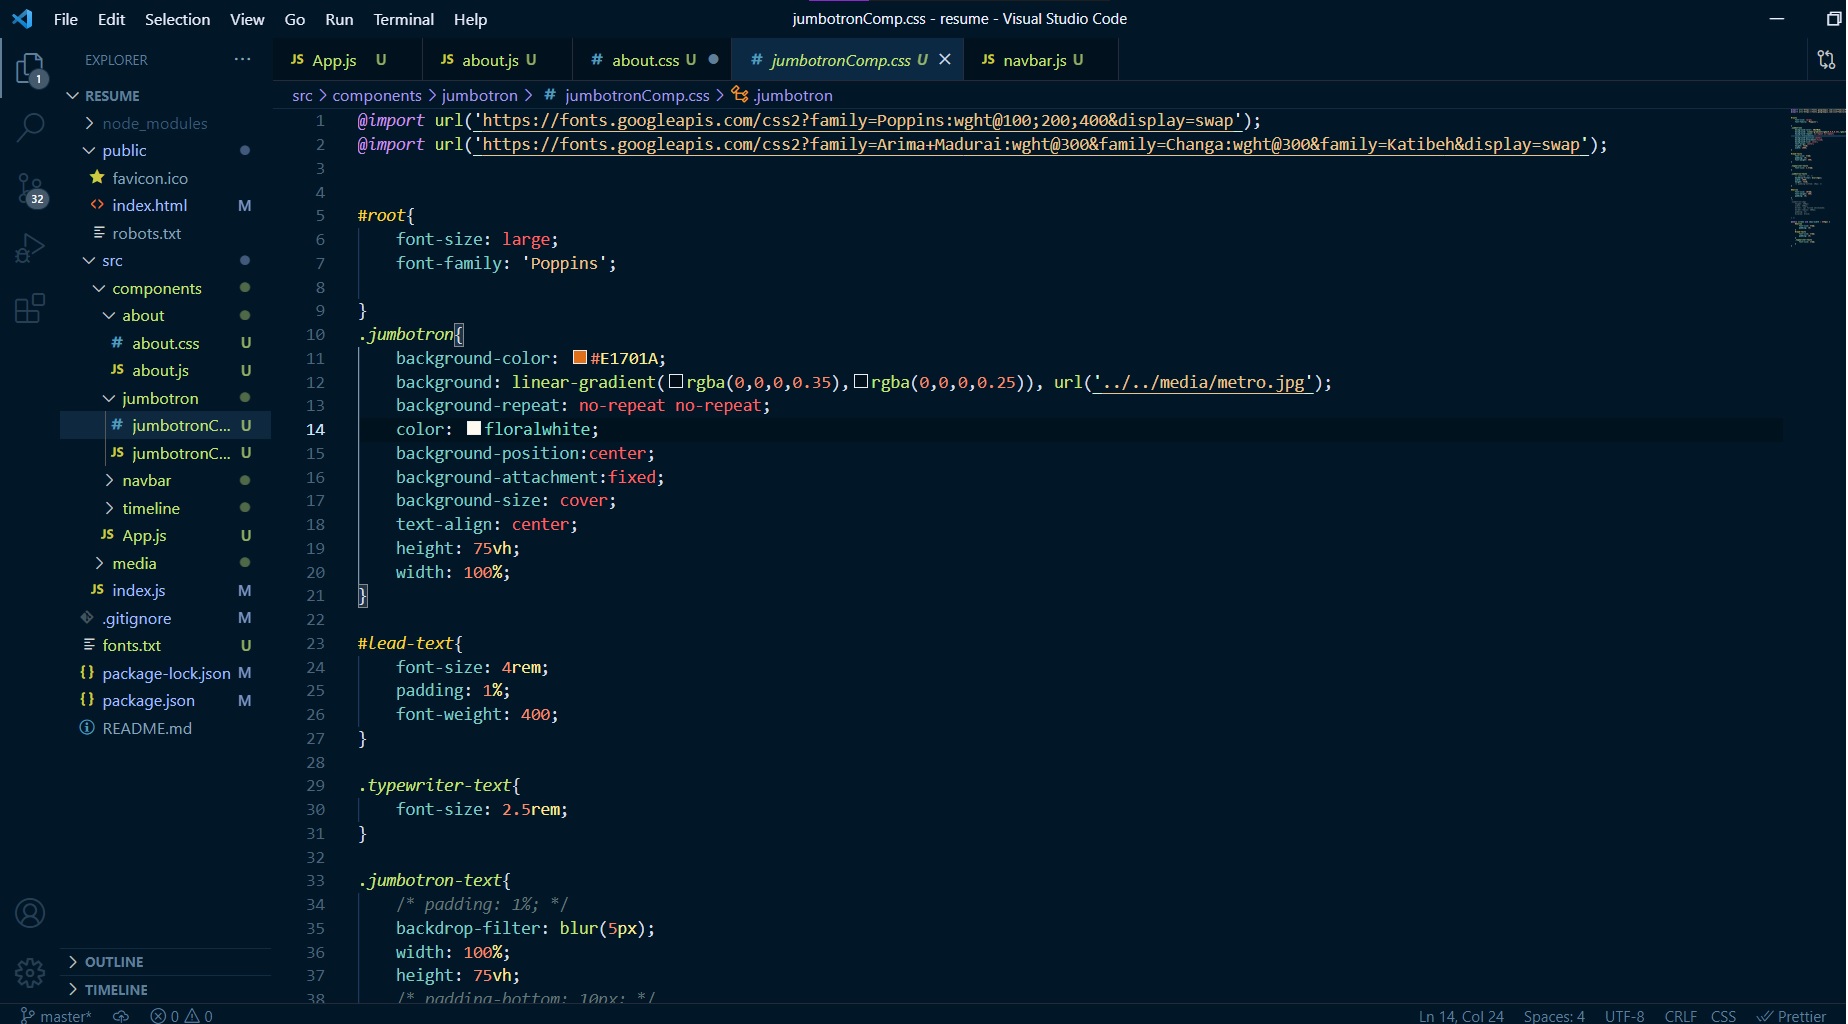 File Edit Selection View Go Run Terminal Help
jumbotronComp.css - resume - Visual Studio Code
EXPLORER ···
JS App.js U
JS about.js U
# about.css U
# jumbotronComp.css U
JS navbar.js U
RESUME
node_modules
public
favicon.ico
<> index.html M
robots.txt
src
components
about
# about.css U
JS about.js U
jumbotron
# jumbotronC... U
JS jumbotronC... U
navbar
timeline
JS App.js U
media
JS index.js M
.gitignore M
fonts.txt U
{} package-lock.json M
{} package.json M
README.md
OUTLINE
TIMELINE
1
32
src > components > jumbotron > # jumbotronComp.css > .jumbotron
1 @import url('https://fonts.googleapis.com/css2?family=Poppins:wght@100;200;400&display=swap');
2 @import url('https://fonts.googleapis.com/css2?family=Arima+Madurai:wght@300&family=Changa:wght@300&family=Katibeh&display=swap');
3
4
5 #root{
6 font-size: large;
7 font-family: 'Poppins';
8
9 }
10 .jumbotron{
11 background-color: #E1701A;
12 background: linear-gradient(rgba(0,0,0,0.35),rgba(0,0,0,0.25)), url('../../media/metro.jpg');
13 background-repeat: no-repeat no-repeat;
14 color: floralwhite;
15 background-position:center;
16 background-attachment:fixed;
17 background-size: cover;
18 text-align: center;
19 height: 75vh;
20 width: 100%;
21 }
22
23 #lead-text{
24 font-size: 4rem;
25 padding: 1%;
26 font-weight: 400;
27 }
28
29 .typewriter-text{
30 font-size: 2.5rem;
31 }
32
33 .jumbotron-text{
34 /* padding: 1%; */
35 backdrop-filter: blur(5px);
36 width: 100%;
37 height: 75vh;
38 /* padding-bottom: 10px; */
master* 0 0
Ln 14, Col 24 Spaces: 4 UTF-8 CRLF CSS Prettier